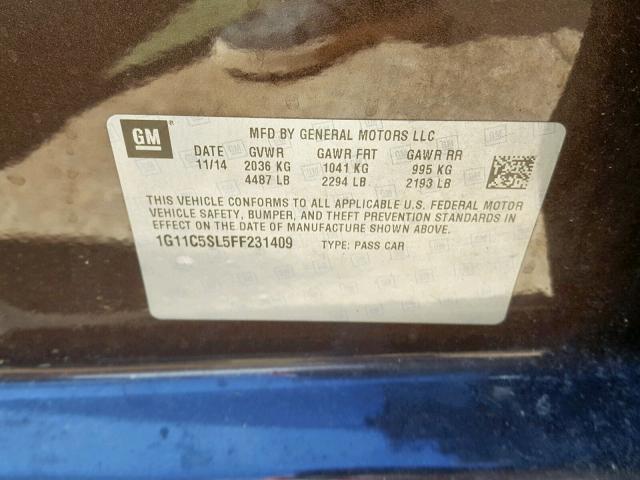 GM
MFD BY GENERAL MOTORS LLC
DATE GVWR GAWR FRT GAWR RR
11/14 2036 KG 1041 KG 995 KG
4487 LB 2294 LB 2193 LB
THIS VEHICLE CONFORMS TO ALL APPLICABLE U.S. FEDERAL MOTOR
VEHICLE SAFETY, BUMPER, AND THEFT PREVENTION STANDARDS IN
EFFECT ON THE DATE OF MANUFACTURE SHOWN ABOVE.
1G11C5SL5FF231409 TYPE: PASS CAR